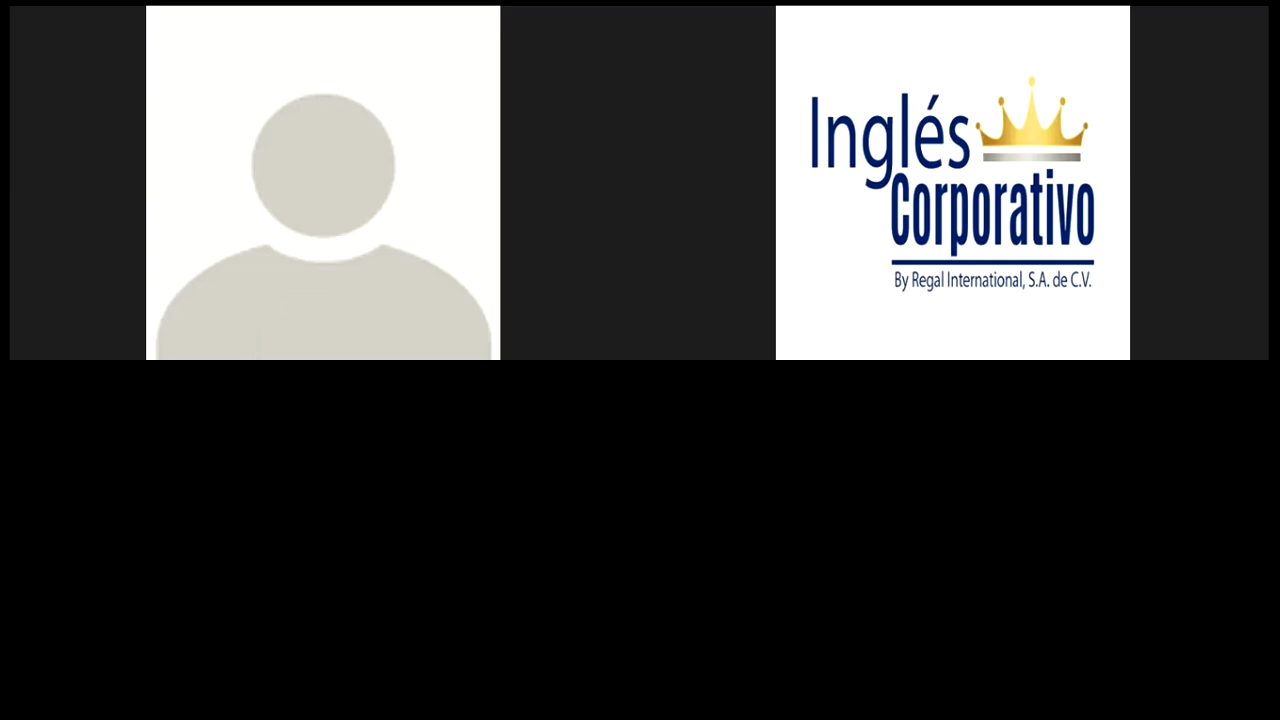 Inglés
Corporativo
By Regal International, S.A. de C.V.